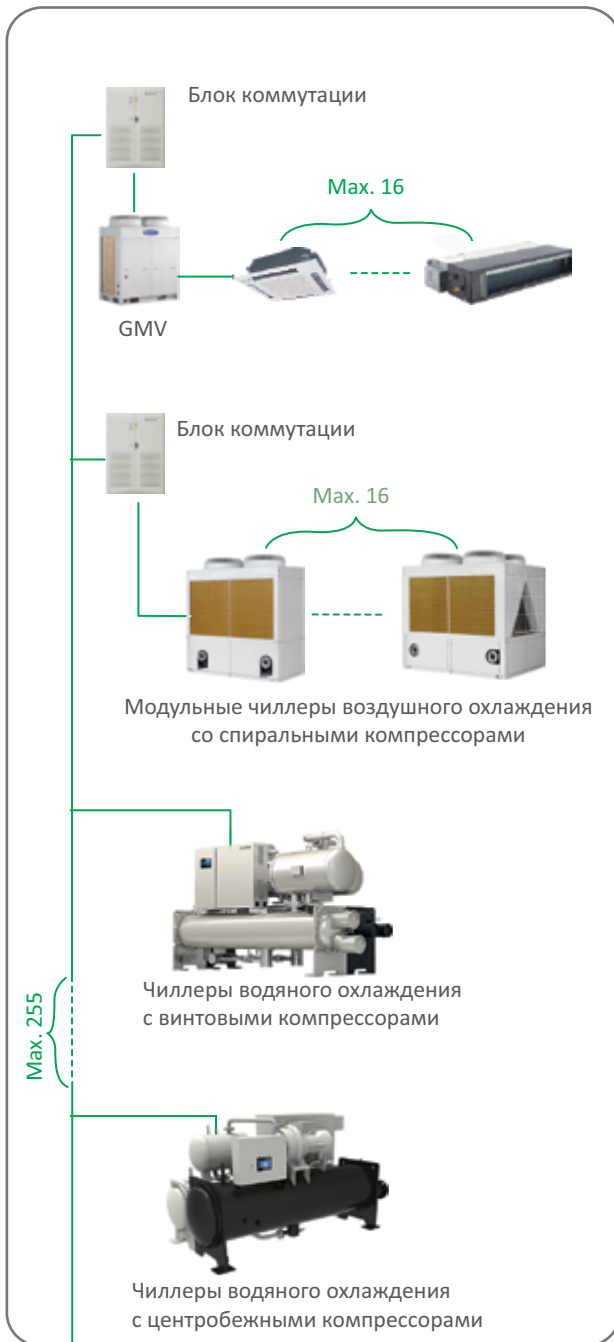 Блок коммутации
Max. 16
GMV
Блок коммутации
Max. 16
Модульные чиллеры воздушного охлаждения
со спиральными компрессорами
Чиллеры водяного охлаждения
с винтовыми компрессорами
Max. 255
Чиллеры водяного охлаждения
с центробежными компрессорами